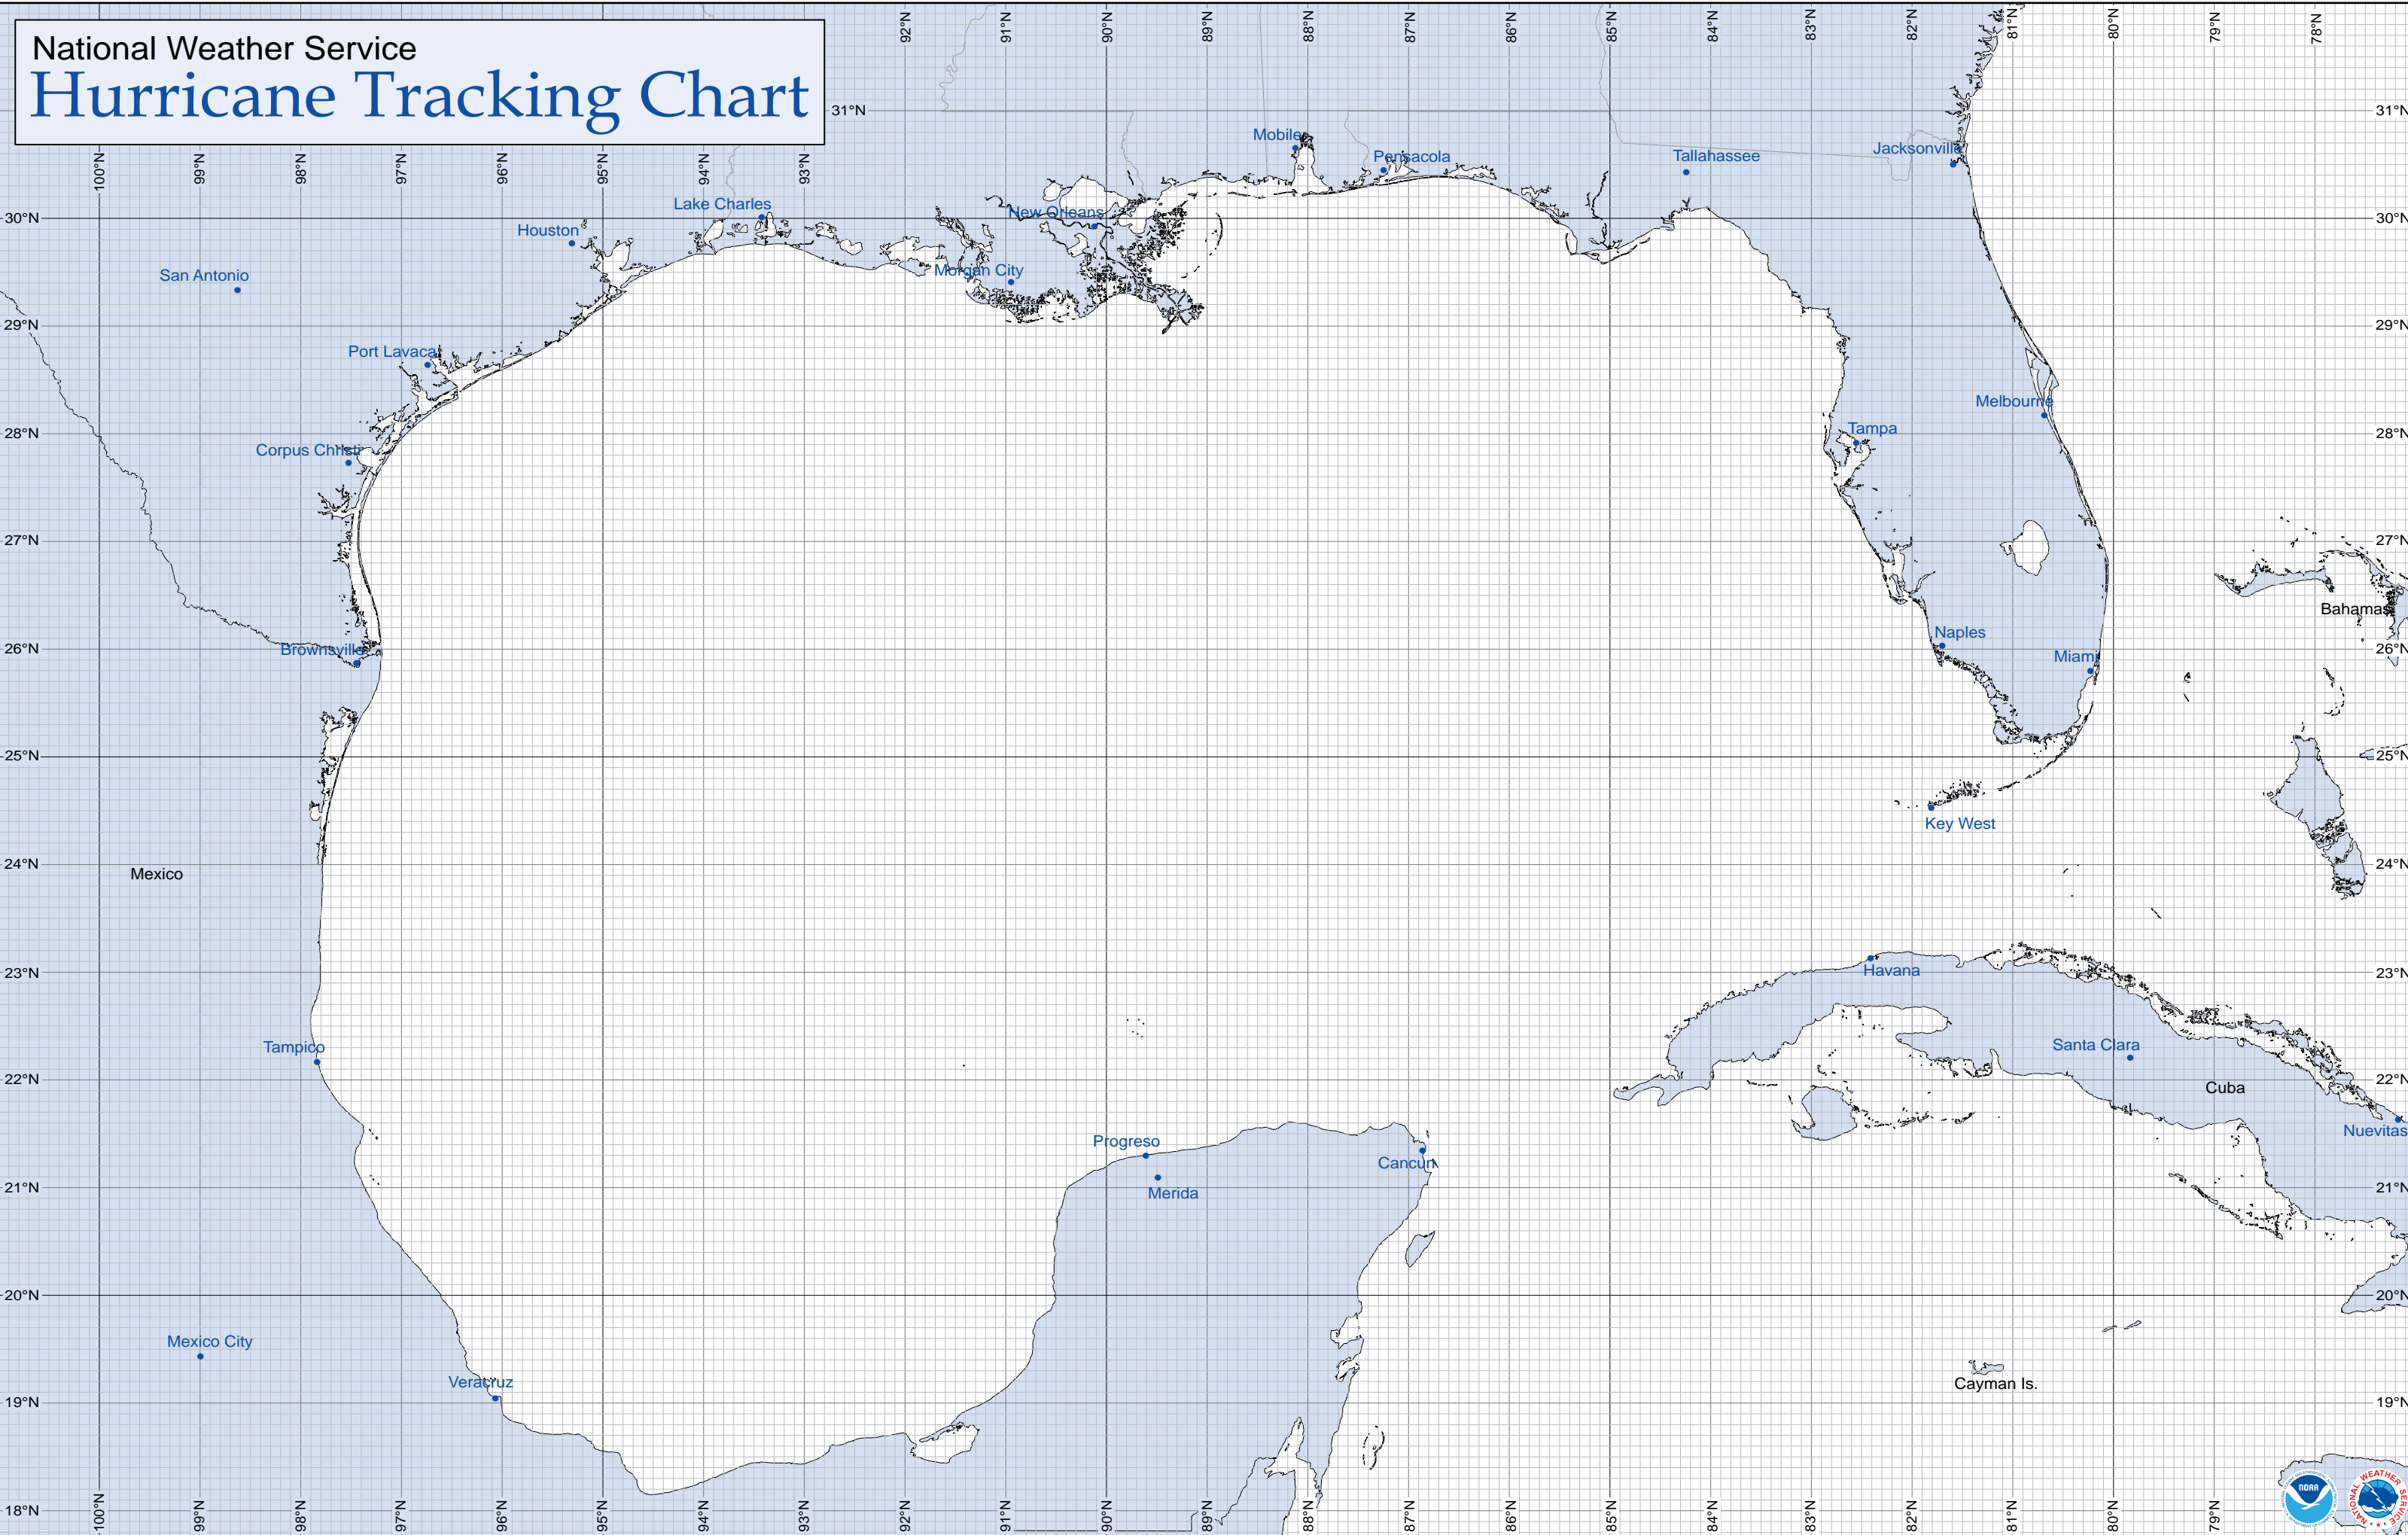 National Weather Service
Hurricane Tracking Chart
92°N 91°N 90°N 89°N 88°N 87°N 86°N 85°N 84°N 83°N 82°N 81°N 80°N 79°N 78°N
31°N 31°N
100°N 99°N 98°N 97°N 96°N 95°N 94°N 93°N
Mobile
Pensacola
Tallahassee
Jacksonville
Lake Charles
New Orleans
30°N 30°N
Houston
Morgan City
San Antonio
29°N 29°N
Port Lavaca
Melbourne
Tampa
28°N 28°N
Corpus Christi
27°N 27°N
Bahamas
Naples
26°N 26°N
Brownsville
Miami
25°N 25°N
Key West
24°N 24°N
Mexico
Havana
23°N 23°N
Tampico
Santa Clara
22°N 22°N
Cuba
Nuevitas
Progreso
Cancun
21°N 21°N
Merida
20°N 20°N
Mexico City
Veracruz
Cayman Is.
19°N 19°N
18°N
100°N 99°N 98°N 97°N 96°N 95°N 94°N 93°N 92°N 91°N 90°N 89°N 88°N 87°N 86°N 85°N 84°N 83°N 82°N 81°N 80°N 79°N
NOAA
NATIONAL WEATHER SERVICE